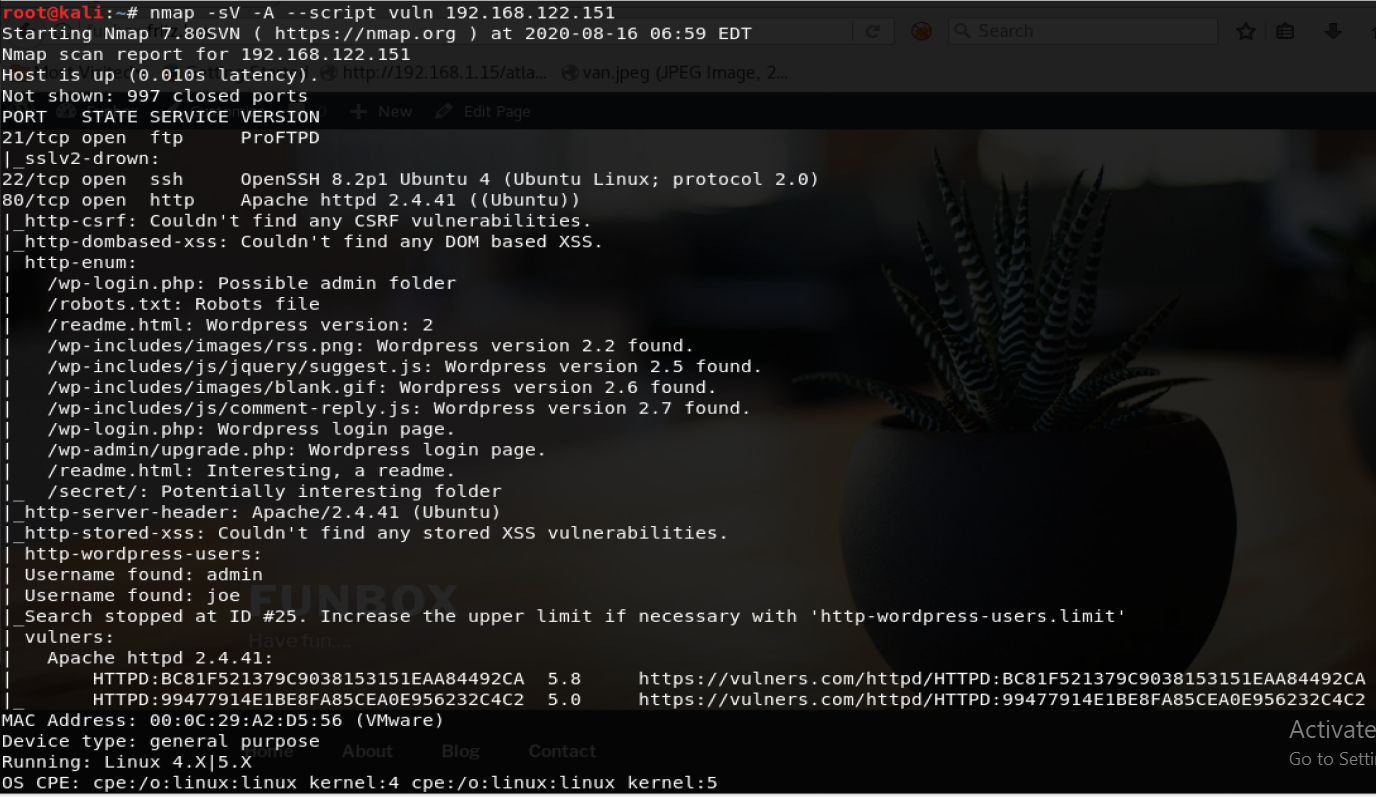 root@kali:~# nmap -sV -A --script vuln 192.168.122.151
Starting Nmap 7.80SVN ( https://nmap.org ) at 2020-08-16 06:59 EDT
Search
Nmap scan report for 192.168.122.151
Host is up (0.010s latency).
http://192.168.1.15/atla...
van.jpeg (JPEG Image, 2...
Not shown: 997 closed ports
New
Edit Page
PORT   STATE SERVICE VERSION
21/tcp open  ftp     ProFTPD
|_sslv2-drown:
22/tcp open  ssh     OpenSSH 8.2p1 Ubuntu 4 (Ubuntu Linux; protocol 2.0)
80/tcp open  http    Apache httpd 2.4.41 ((Ubuntu))
|_http-csrf: Couldn't find any CSRF vulnerabilities.
|_http-dombased-xss: Couldn't find any DOM based XSS.
| http-enum:
|   /wp-login.php: Possible admin folder
|   /robots.txt: Robots file
|   /readme.html: Wordpress version: 2
|   /wp-includes/images/rss.png: Wordpress version 2.2 found.
|   /wp-includes/js/jquery/suggest.js: Wordpress version 2.5 found.
|   /wp-includes/images/blank.gif: Wordpress version 2.6 found.
|   /wp-includes/js/comment-reply.js: Wordpress version 2.7 found.
|   /wp-login.php: Wordpress login page.
|   /wp-admin/upgrade.php: Wordpress login page.
|   /readme.html: Interesting, a readme.
|_  /secret/: Potentially interesting folder
|_http-server-header: Apache/2.4.41 (Ubuntu)
|_http-stored-xss: Couldn't find any stored XSS vulnerabilities.
| http-wordpress-users:
| Username found: admin
| Username found: joe
FUNBOX
|_Search stopped at ID #25. Increase the upper limit if necessary with 'http-wordpress-users.limit'
| vulners:
Have fun....
|   Apache httpd 2.4.41:
|       HTTPD:BC81F521379C9038153151EAA84492CA  5.8     https://vulners.com/httpd/HTTPD:BC81F521379C9038153151EAA84492CA
|_      HTTPD:99477914E1BE8FA85CEA0E956232C4C2  5.0     https://vulners.com/httpd/HTTPD:99477914E1BE8FA85CEA0E956232C4C2
MAC Address: 00:0C:29:A2:D5:56 (VMware)
Activate
Device type: general purpose
Home About Blog Contact
Running: Linux 4.X|5.X
Go to Setti
OS CPE: cpe:/o:linux:linux_kernel:4 cpe:/o:linux:linux_kernel:5